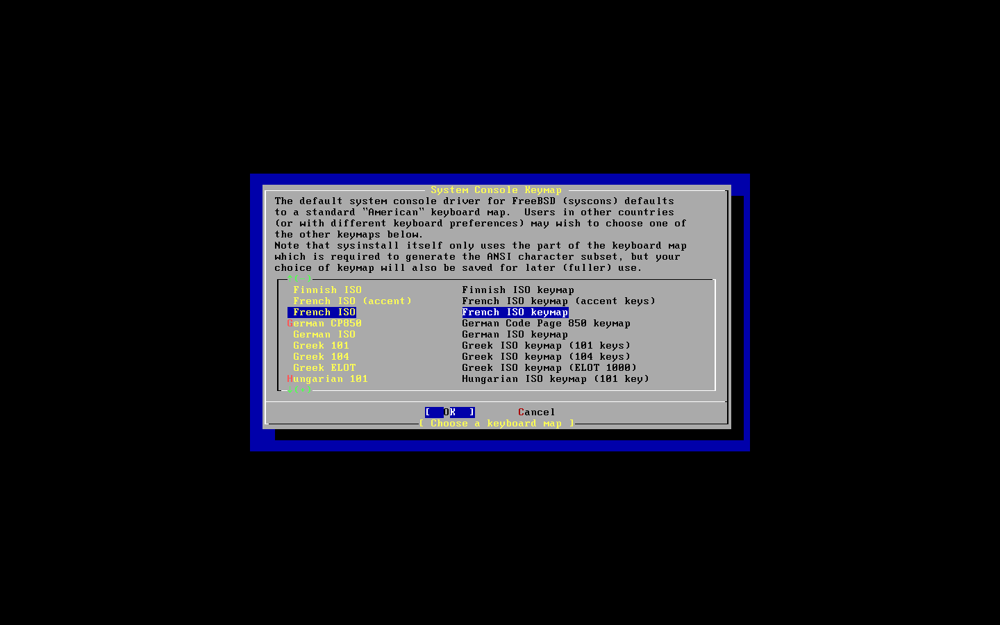 System Console Keymap
The default system console driver for FreeBSD (syscons) defaults
to a standard "American" keyboard map.  Users in other countries
(or with different keyboard preferences) may wish to choose one of
the other keymaps below.
Note that sysinstall itself only uses the part of the keyboard map
which is required to generate the ANSI character subset, but your
choice of keymap will also be saved for later (fuller) use.
↑(-)
Finnish ISO Finnish ISO keymap
French ISO (accent) French ISO keymap (accent keys)
French ISO French ISO keymap
German CP850 German Code Page 850 keymap
German ISO German ISO keymap
Greek 101 Greek ISO keymap (101 keys)
Greek 104 Greek ISO keymap (104 keys)
Greek ELOT Greek ISO keymap (ELOT 1000)
Hungarian 101 Hungarian ISO keymap (101 key)
↓(+)
[ OK ] Cancel
[ Choose a keyboard map ]